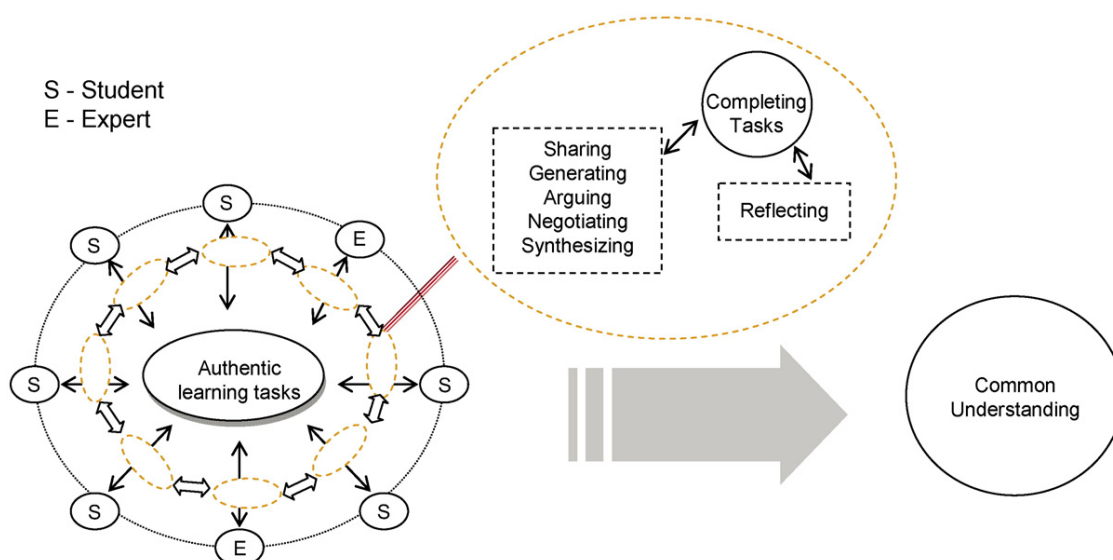 S - Student
E - Expert
Completing
Tasks
Sharing
Generating
Arguing
Negotiating
Synthesizing
Reflecting
S
S
E
S
Authentic
learning tasks
S
S
S
E
Common
Understanding